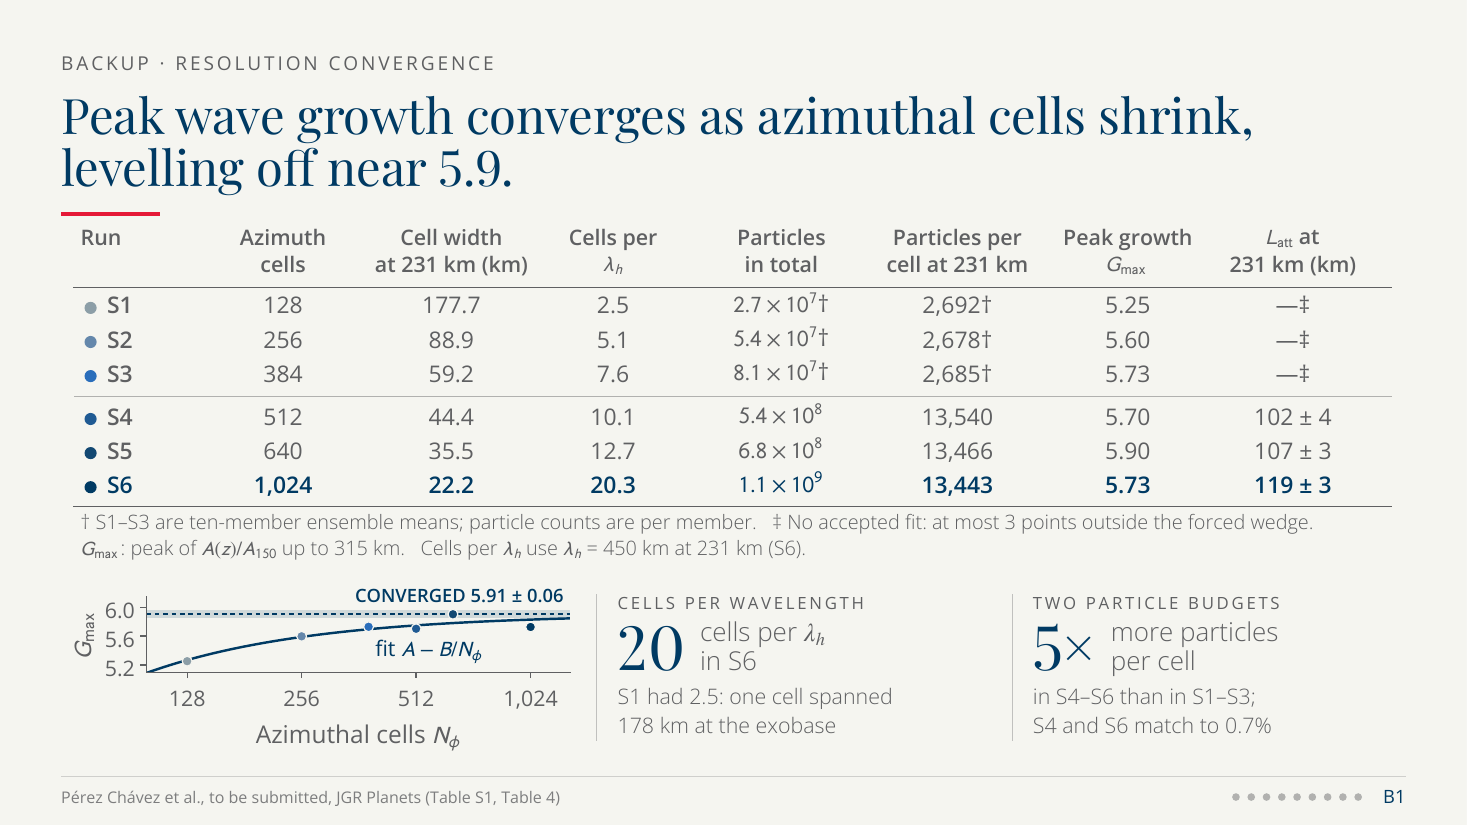 BACKUP · RESOLUTION CONVERGENCE
Peak wave growth converges as azimuthal cells shrink,
levelling off near 5.9.
Run Azimuth cells Cell width at 231 km (km) Cells per λₕ Particles in total Particles per cell at 231 km Peak growth G_max L_att at 231 km (km)
S1 128 177.7 2.5 2.7 × 10⁷† 2,692† 5.25 —‡
S2 256 88.9 5.1 5.4 × 10⁷† 2,678† 5.60 —‡
S3 384 59.2 7.6 8.1 × 10⁷† 2,685† 5.73 —‡
S4 512 44.4 10.1 5.4 × 10⁸ 13,540 5.70 102 ± 4
S5 640 35.5 12.7 6.8 × 10⁸ 13,466 5.90 107 ± 3
S6 1,024 22.2 20.3 1.1 × 10⁹ 13,443 5.73 119 ± 3
† S1–S3 are ten-member ensemble means; particle counts are per member. ‡ No accepted fit: at most 3 points outside the forced wedge.
G_max: peak of A(z)/A₁₅₀ up to 315 km. Cells per λₕ use λₕ = 450 km at 231 km (S6).
CONVERGED 5.91 ± 0.06
G_max
6.0
5.6
5.2
fit A − B/N_ϕ
128 256 512 1,024
Azimuthal cells N_ϕ
CELLS PER WAVELENGTH
20 cells per λₕ
in S6
S1 had 2.5: one cell spanned
178 km at the exobase
TWO PARTICLE BUDGETS
5× more particles
per cell
in S4–S6 than in S1–S3;
S4 and S6 match to 0.7%
Pérez Chávez et al., to be submitted, JGR Planets (Table S1, Table 4)
B1